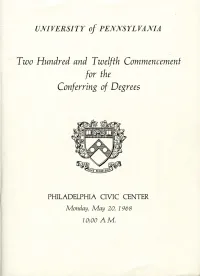 UNIVERSITY of PENNSYLVANIA
Two Hundred and Twelfth Commencement
for the
Conferring of Degrees
PHILADELPHIA CIVIC CENTER
Monday, May 20, 1968
10:00 A.M.